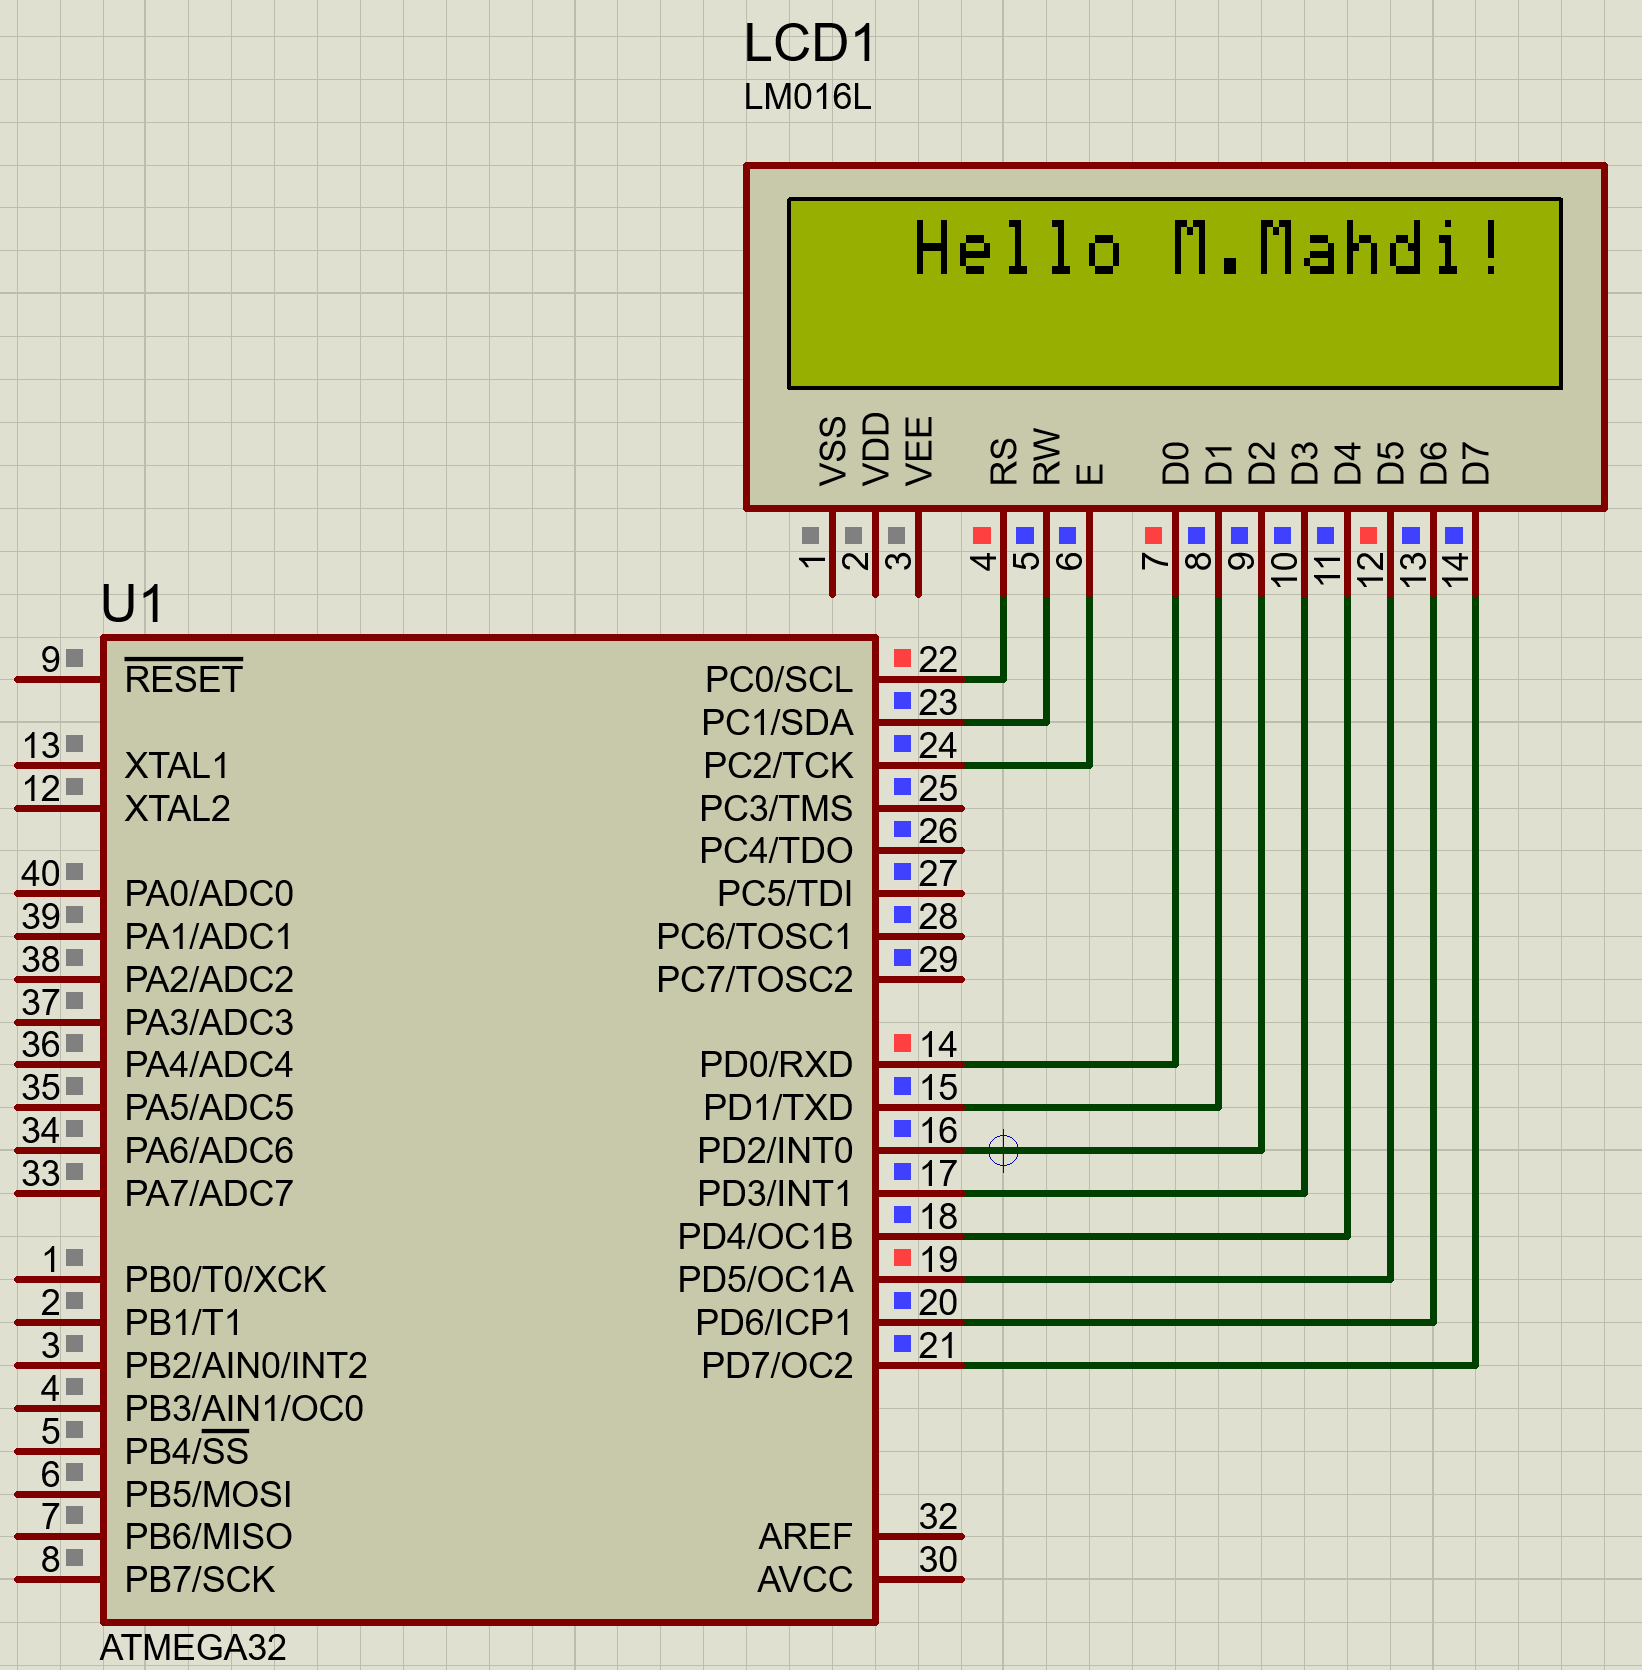 LCD1
LM016L
Hello M.Mahdi!
VSS VDD VEE RS RW E D0 D1 D2 D3 D4 D5 D6 D7
1 2 3 4 5 6 7 8 9 10 11 12 13 14
U1
9 RESET
13 XTAL1
12 XTAL2
40 PA0/ADC0
39 PA1/ADC1
38 PA2/ADC2
37 PA3/ADC3
36 PA4/ADC4
35 PA5/ADC5
34 PA6/ADC6
33 PA7/ADC7
1 PB0/T0/XCK
2 PB1/T1
3 PB2/AIN0/INT2
4 PB3/AIN1/OC0
5 PB4/SS
6 PB5/MOSI
7 PB6/MISO
8 PB7/SCK
PC0/SCL 22
PC1/SDA 23
PC2/TCK 24
PC3/TMS 25
PC4/TDO 26
PC5/TDI 27
PC6/TOSC1 28
PC7/TOSC2 29
PD0/RXD 14
PD1/TXD 15
PD2/INT0 16
PD3/INT1 17
PD4/OC1B 18
PD5/OC1A 19
PD6/ICP1 20
PD7/OC2 21
AREF 32
AVCC 30
ATMEGA32